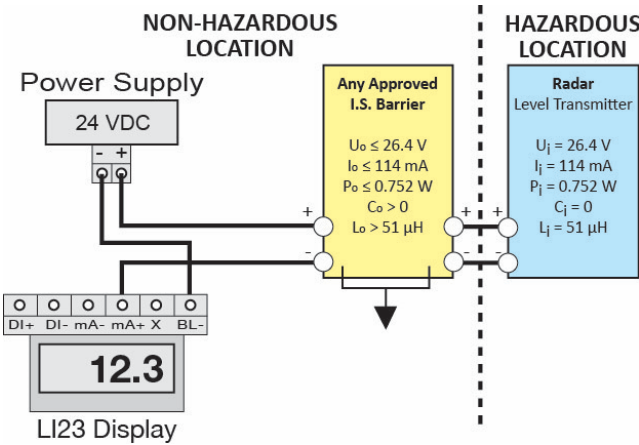 NON-HAZARDOUS
LOCATION
HAZARDOUS
LOCATION
Power Supply
24 VDC
- +
Any Approved
I.S. Barrier
Uo ≤ 26.4 V
Io ≤ 114 mA
Po ≤ 0.752 W
Co > 0
Lo > 51 µH
Radar
Level Transmitter
Ui = 26.4 V
Ii = 114 mA
Pi = 0.752 W
Ci = 0
Li = 51 µH
+ + +
- - -
DI+ DI- mA- mA+ X BL-
12.3
LI23 Display